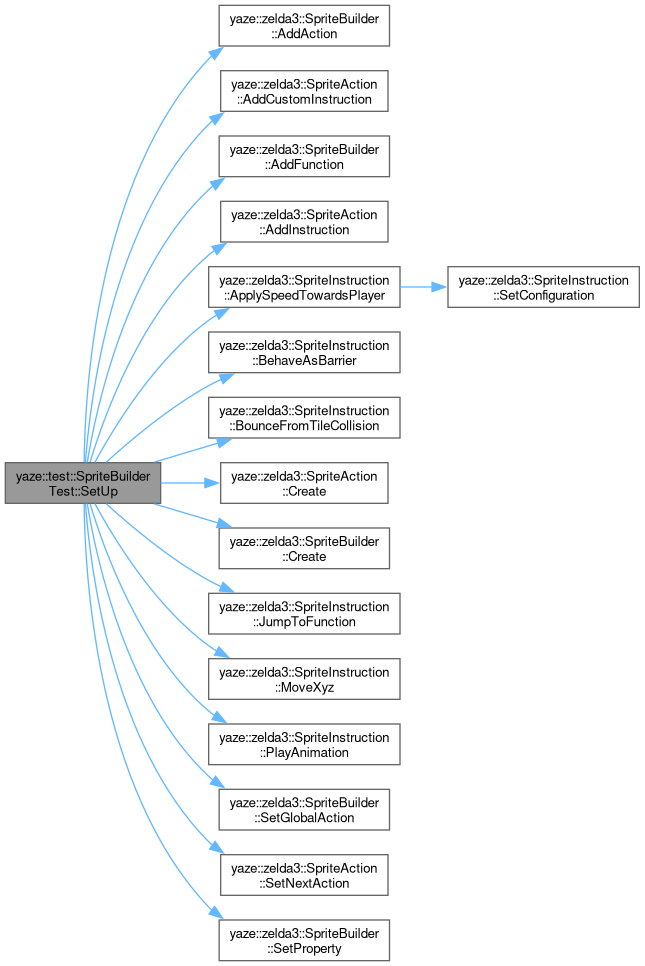 yaze::zelda3::SpriteBuilder
::AddAction
yaze::zelda3::SpriteAction
::AddCustomInstruction
yaze::zelda3::SpriteBuilder
::AddFunction
yaze::zelda3::SpriteAction
::AddInstruction
yaze::zelda3::SpriteInstruction
::ApplySpeedTowardsPlayer
yaze::zelda3::SpriteInstruction
::SetConfiguration
yaze::zelda3::SpriteInstruction
::BehaveAsBarrier
yaze::zelda3::SpriteInstruction
::BounceFromTileCollision
yaze::test::SpriteBuilder
Test::SetUp
yaze::zelda3::SpriteAction
::Create
yaze::zelda3::SpriteBuilder
::Create
yaze::zelda3::SpriteInstruction
::JumpToFunction
yaze::zelda3::SpriteInstruction
::MoveXyz
yaze::zelda3::SpriteInstruction
::PlayAnimation
yaze::zelda3::SpriteBuilder
::SetGlobalAction
yaze::zelda3::SpriteAction
::SetNextAction
yaze::zelda3::SpriteBuilder
::SetProperty